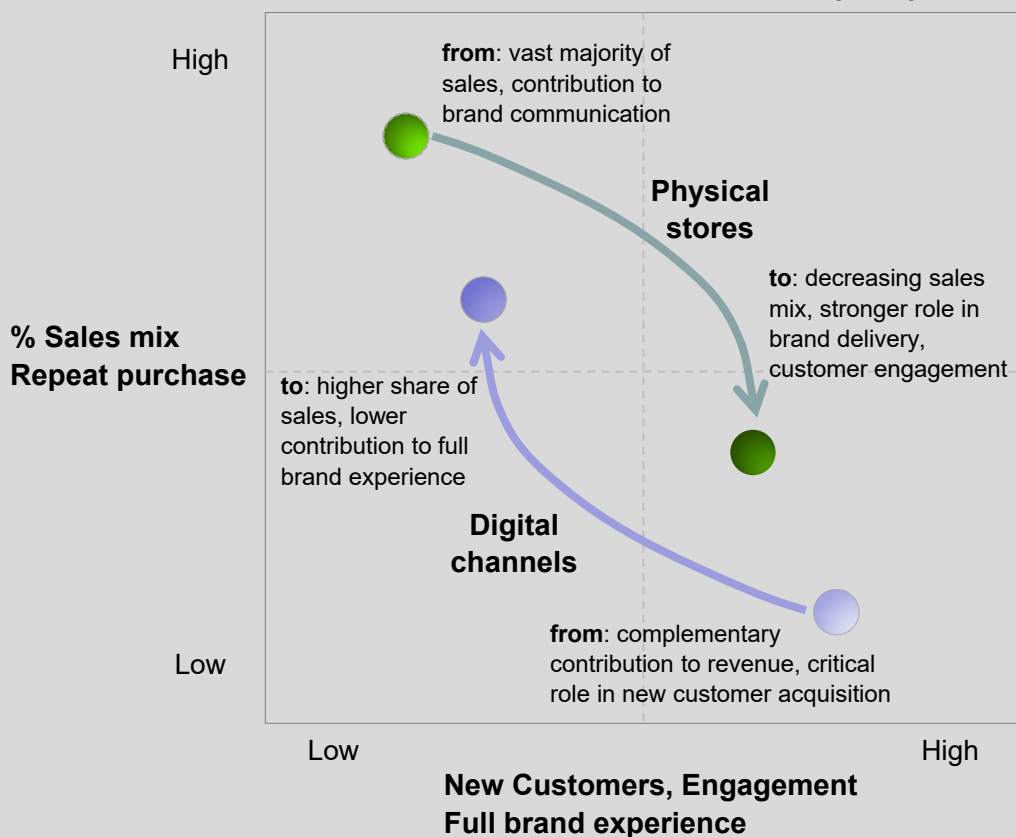 High
from: vast majority of
sales, contribution to
brand communication
Physical
stores
to: decreasing sales
mix, stronger role in
brand delivery,
customer engagement
% Sales mix
Repeat purchase
to: higher share of
sales, lower
contribution to full
brand experience
Digital
channels
from: complementary
contribution to revenue, critical
role in new customer acquisition
Low
Low
High
New Customers, Engagement
Full brand experience